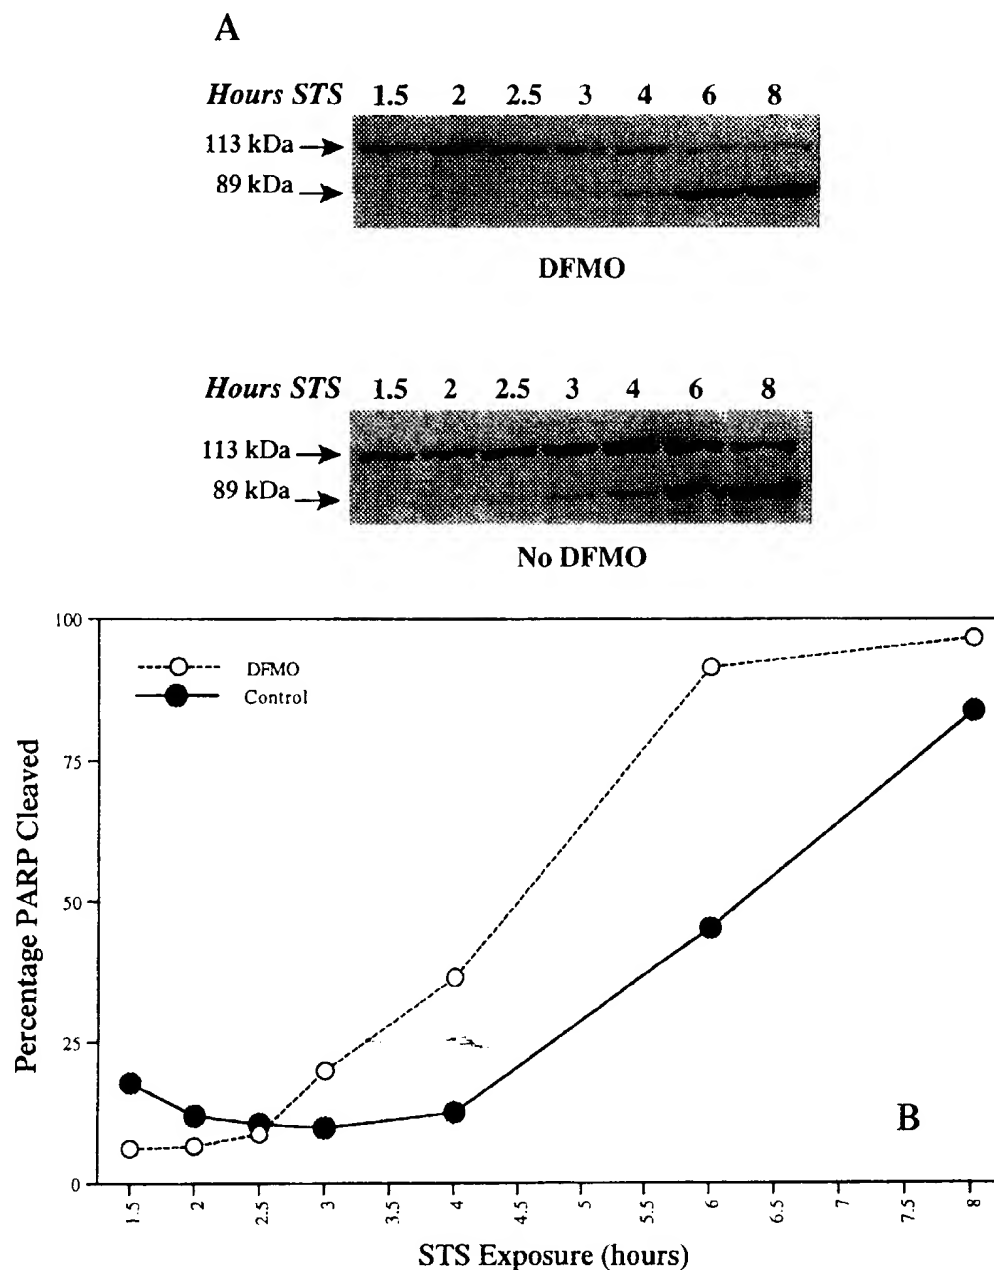 A
Hours STS 1.5 2 2.5 3 4 6 8
113 kDa
89 kDa
DFMO
Hours STS 1.5 2 2.5 3 4 6 8
113 kDa
89 kDa
No DFMO
100
75
50
25
0
Percentage PARP Cleaved
DFMO
Control
B
1.5 2 2.5 3 3.5 4 4.5 5 5.5 6 6.5 7 7.5 8
STS Exposure (hours)